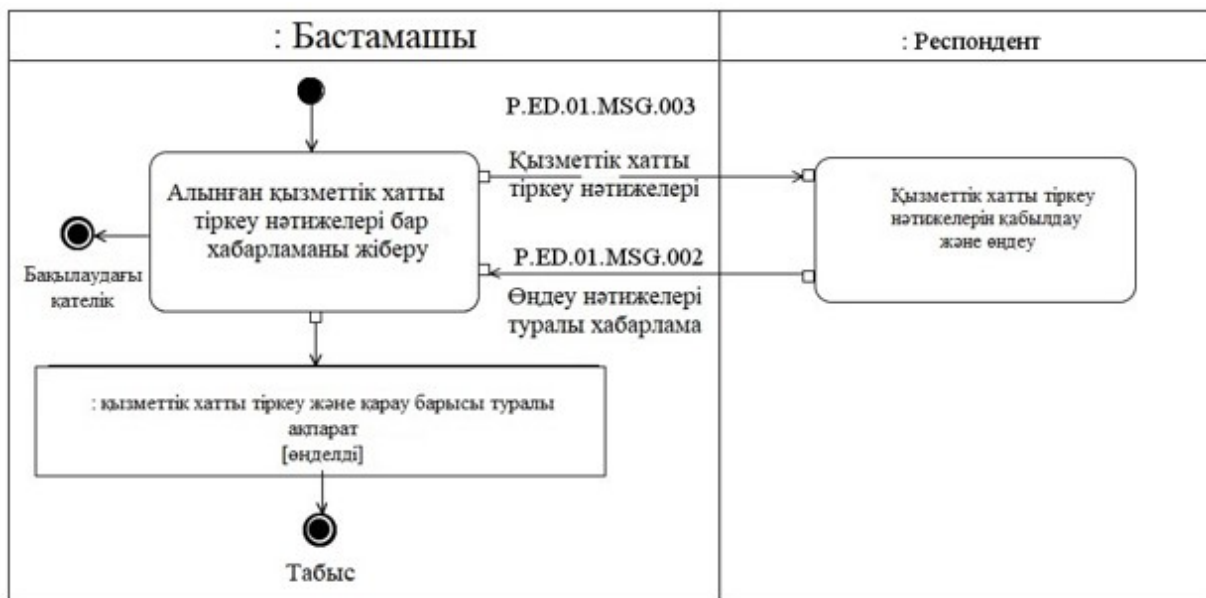 : Бастамашы
: Респондент
P.ED.01.MSG.003
Қызметтік хатты
тіркеу нәтижелері
Алынған қызметтік хатты
тіркеу нәтижелері бар
хабарламаны жіберу
Қызметтік хатты тіркеу
нәтижелерін қабылдау
және өңдеу
Бақылаудағы
қателік
P.ED.01.MSG.002
Өңдеу нәтижелері
туралы хабарлама
: қызметтік хатты тіркеу және қарау барысы туралы
ақпарат
[өңделді]
Табыс